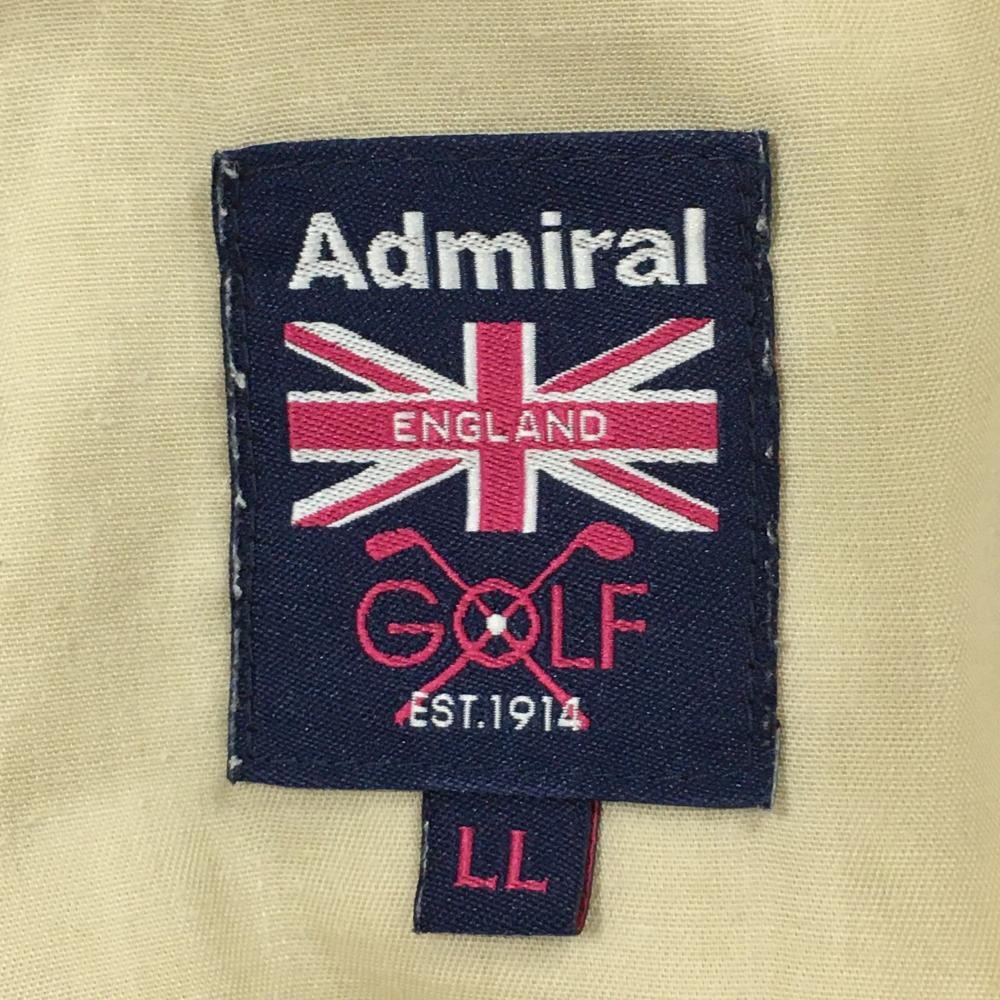 Admiral
ENGLAND
GOLF
EST.1914
LL